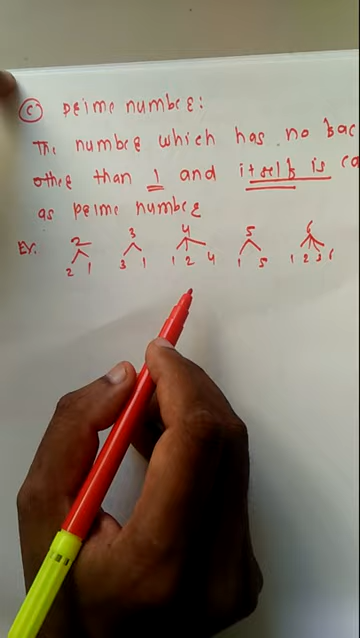 (c) prime number:
The number which has no fac
other than 1 and itself is ca
as prime number
Ex. 2 3 4 5 6
2 1 3 1 1 2 4 1 5 1 2 3 6